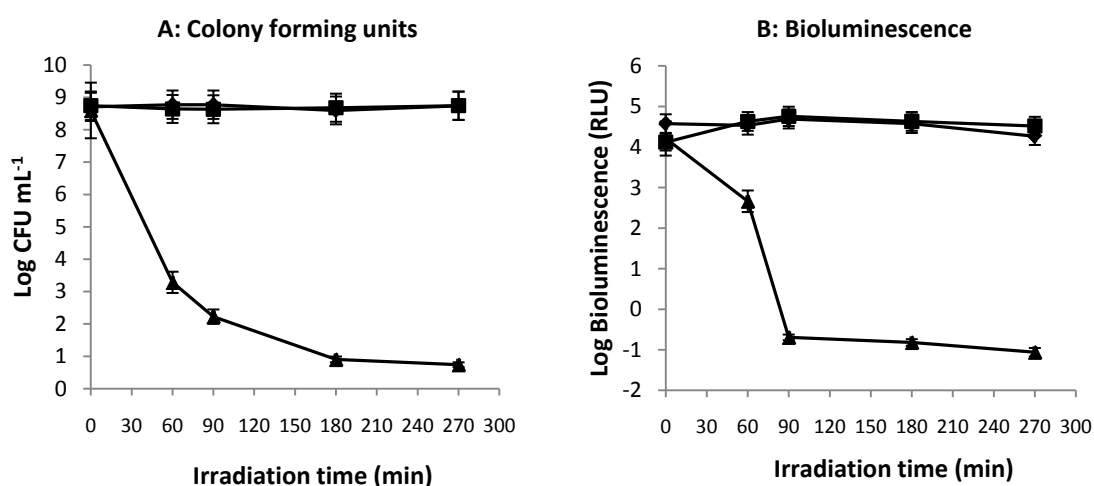 A: Colony forming units
Log CFU mL-1
10
9
8
7
6
5
4
3
2
1
0
0 30 60 90 120 150 180 210 240 270 300
Irradiation time (min)
B: Bioluminescence
Log Bioluminescence (RLU)
6
5
4
3
2
1
0
-1
-2
0 30 60 90 120 150 180 210 240 270 300
Irradiation time (min)